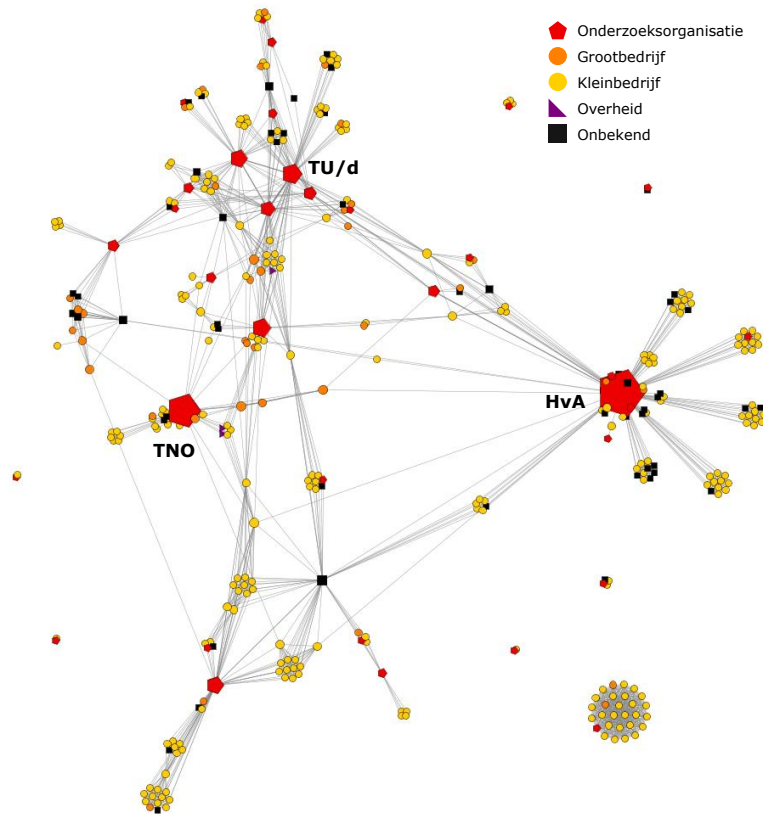 Onderzoeksorganisatie
Grootbedrijf
Kleinbedrijf
Overheid
Onbekend
TU/d
HvA
TNO